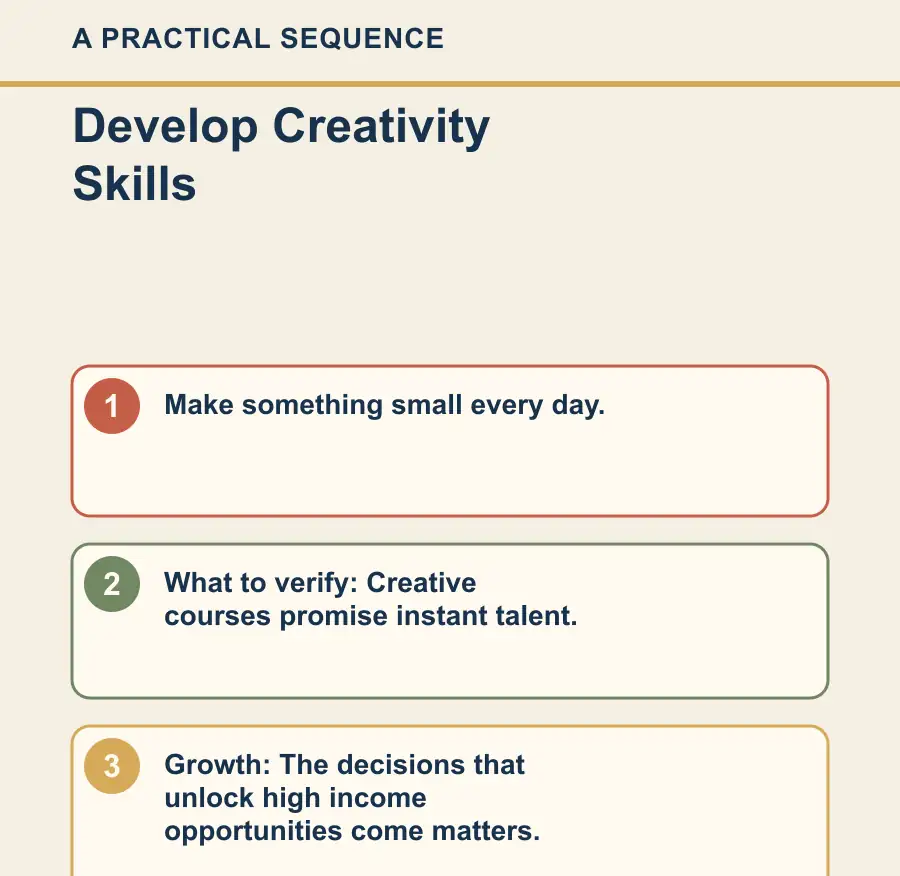 A PRACTICAL SEQUENCE
Develop Creativity
Skills
1
Make something small every day.
2
What to verify: Creative
courses promise instant talent.
3
Growth: The decisions that
unlock high income
opportunities come matters.